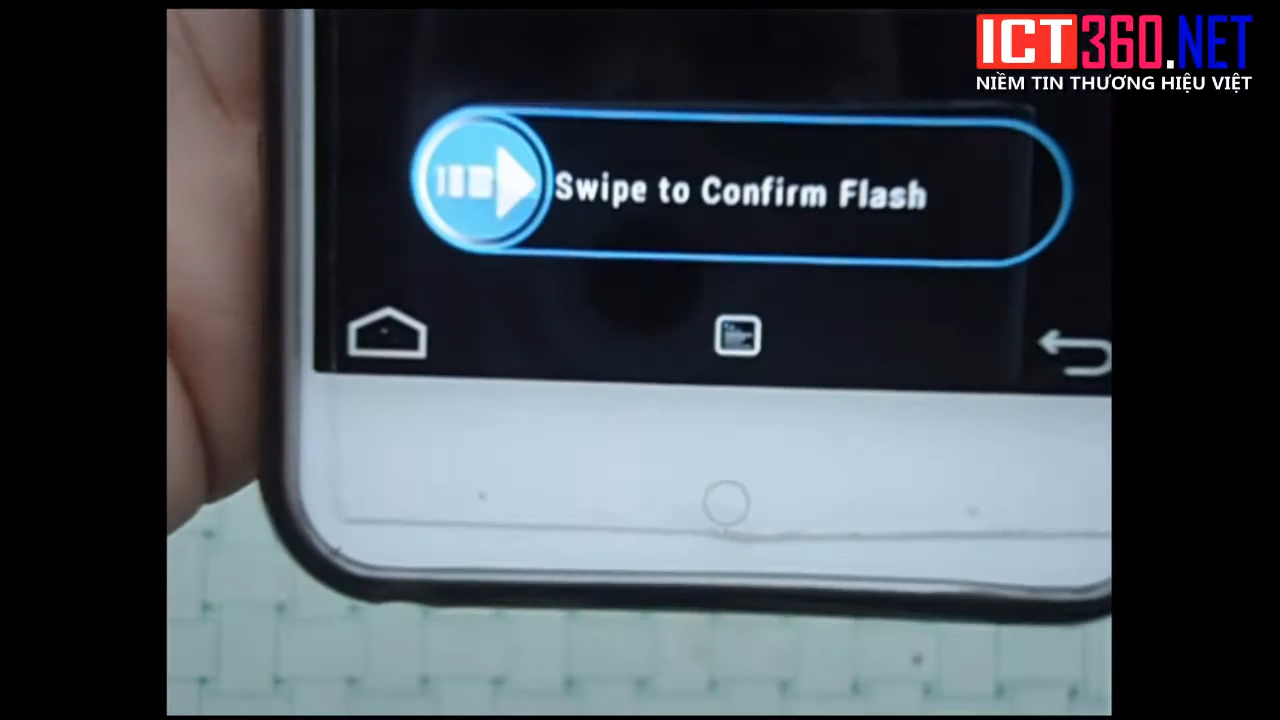 ICT360.NET
NIỀM TIN THƯƠNG HIỆU VIỆT
Swipe to Confirm Flash